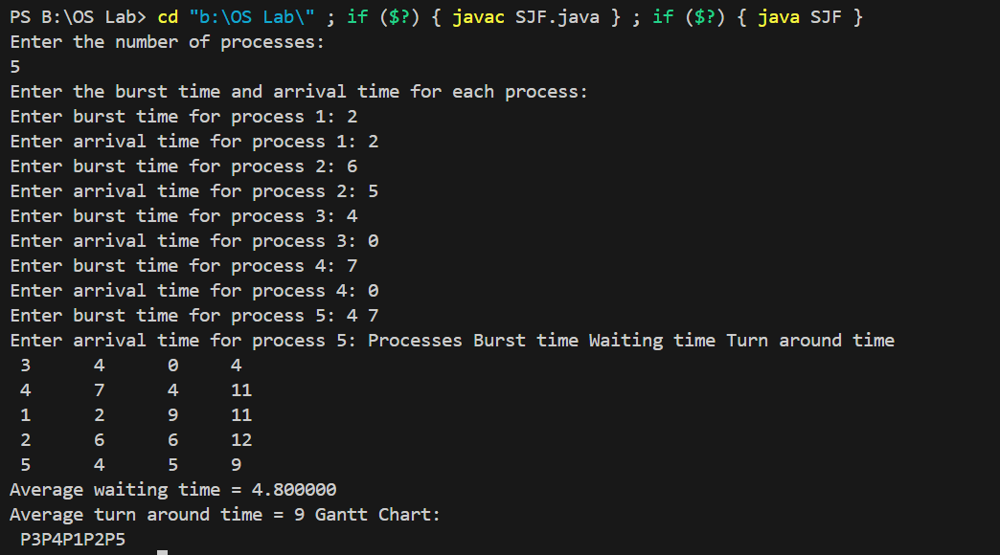 PS B:\OS Lab> cd "b:\OS Lab\" ; if ($?) { javac SJF.java } ; if ($?) { java SJF }
Enter the number of processes:
5
Enter the burst time and arrival time for each process:
Enter burst time for process 1: 2
Enter arrival time for process 1: 2
Enter burst time for process 2: 6
Enter arrival time for process 2: 5
Enter burst time for process 3: 4
Enter arrival time for process 3: 0
Enter burst time for process 4: 7
Enter arrival time for process 4: 0
Enter burst time for process 5: 4 7
Enter arrival time for process 5: Processes Burst time Waiting time Turn around time
 3      4      0     4
 4      7      4     11
 1      2      9     11
 2      6      6     12
 5      4      5     9
Average waiting time = 4.800000
Average turn around time = 9 Gantt Chart:
 P3P4P1P2P5